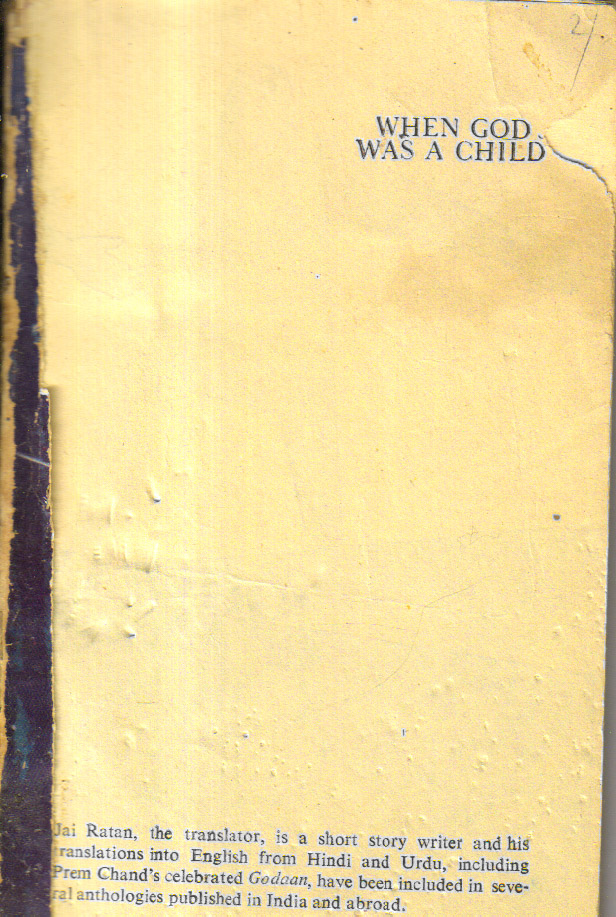 2/.
WHEN GOD
WAS A CHILD
Jai Ratan, the translator, is a short story writer and his
ranslations into English from Hindi and Urdu, including
Prem Chand's celebrated Godaan, have been included in seve-
ral anthologies published in India and abroad.